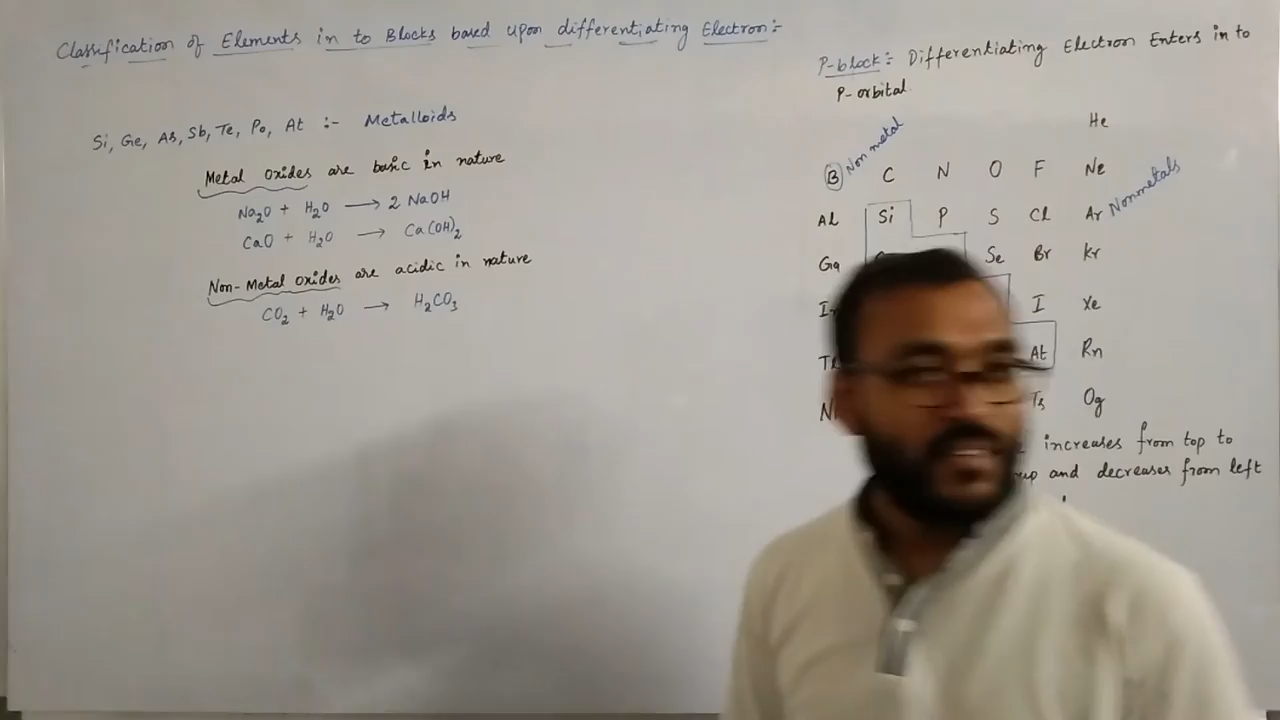 Classification of Elements in to Blocks based upon differentiating Electron :-
Si, Ge, As, Sb, Te, Po, At :- Metalloids
Metal oxides are basic in nature
Na₂O + H₂O ⟶ 2 NaOH
CaO + H₂O ⟶ Ca(OH)₂
Non-Metal oxides are acidic in nature
CO₂ + H₂O ⟶ H₂CO₃
P-block :- Differentiating Electron Enters in to
P-orbital
He
B Non metal C N O F Ne
Al Si P S Cl Ar Nonmetals
Ga Se Br Kr
I Xe
At Rn
Ts Og
increases from top to
and decreases from left